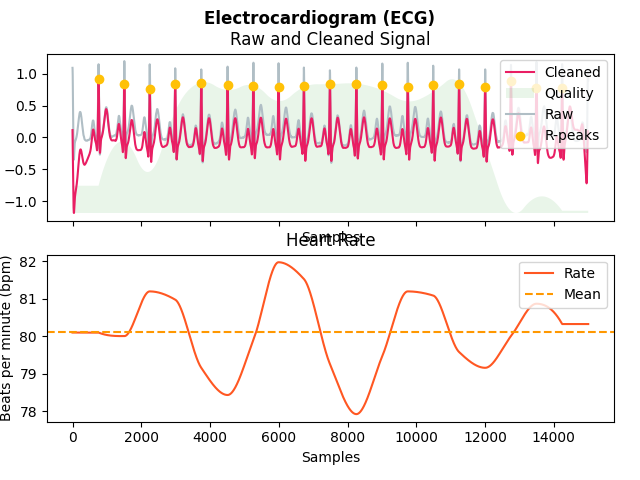 Electrocardiogram (ECG)
Raw and Cleaned Signal
1.0
0.5
0.0
−0.5
−1.0
Cleaned
Quality
Raw
R-peaks
Samples
Heart Rate
Beats per minute (bpm)
82
81
80
79
78
Rate
Mean
0 2000 4000 6000 8000 10000 12000 14000
Samples